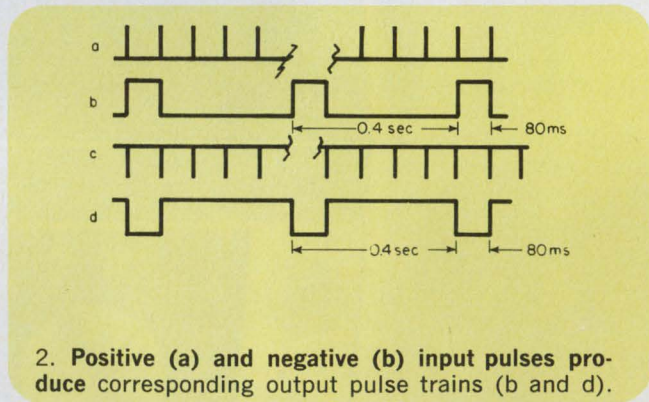 a
b
0.4 sec
80ms
c
d
0.4 sec
80ms
2. Positive (a) and negative (b) input pulses pro-
duce corresponding output pulse trains (b and d).